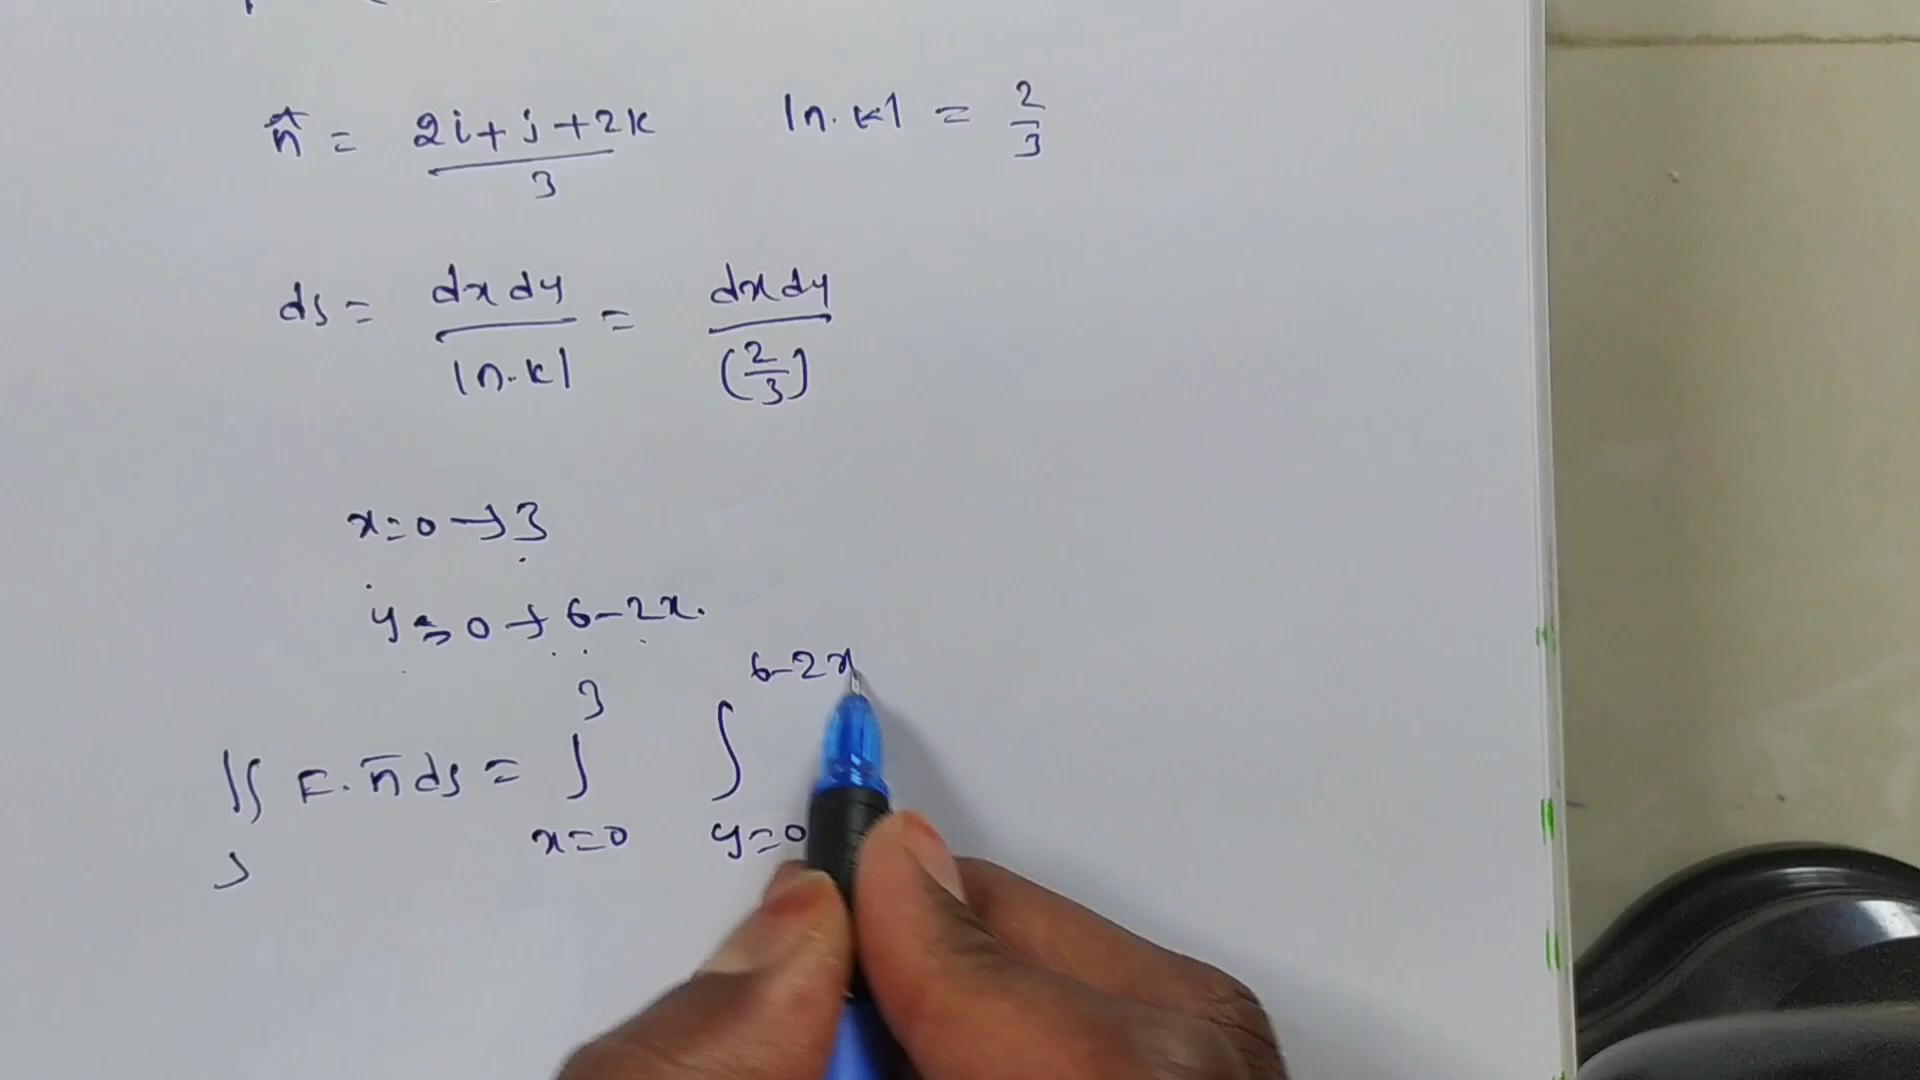 n̂ = 2i+j+2k / 3   |n.k| = 2/3
ds = dxdy / |n.k| = dxdy / (2/3)
x=0→3
y=0→6-2x.
∬_S F.n̄ ds = ∫_{x=0}^{3} ∫_{y=0}^{6-2x}